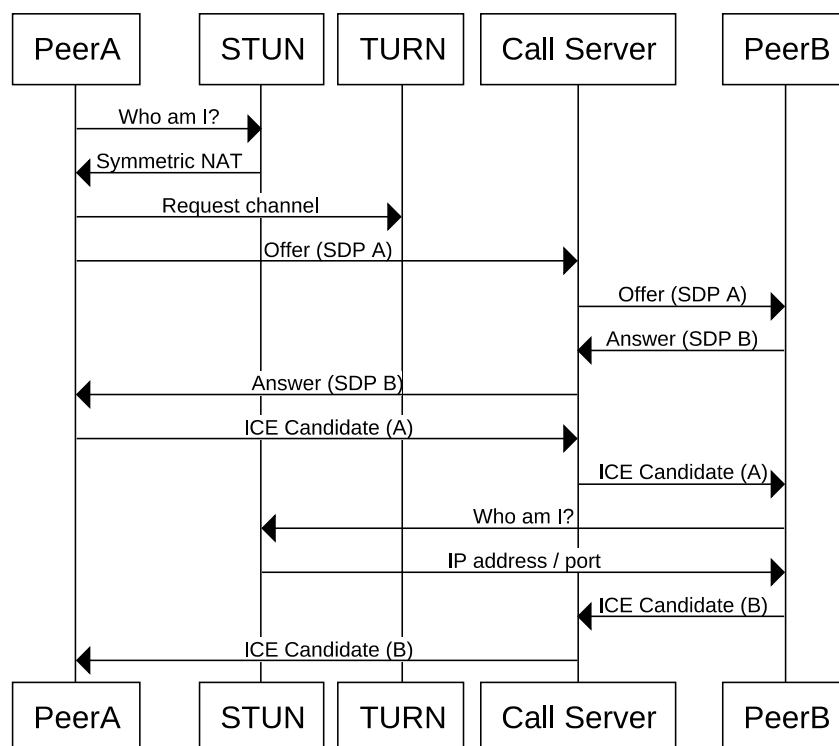 PeerA STUN TURN Call Server PeerB
Who am I?
Symmetric NAT
Request channel
Offer (SDP A)
Offer (SDP A)
Answer (SDP B)
Answer (SDP B)
ICE Candidate (A)
ICE Candidate (A)
Who am I?
IP address / port
ICE Candidate (B)
ICE Candidate (B)
PeerA STUN TURN Call Server PeerB